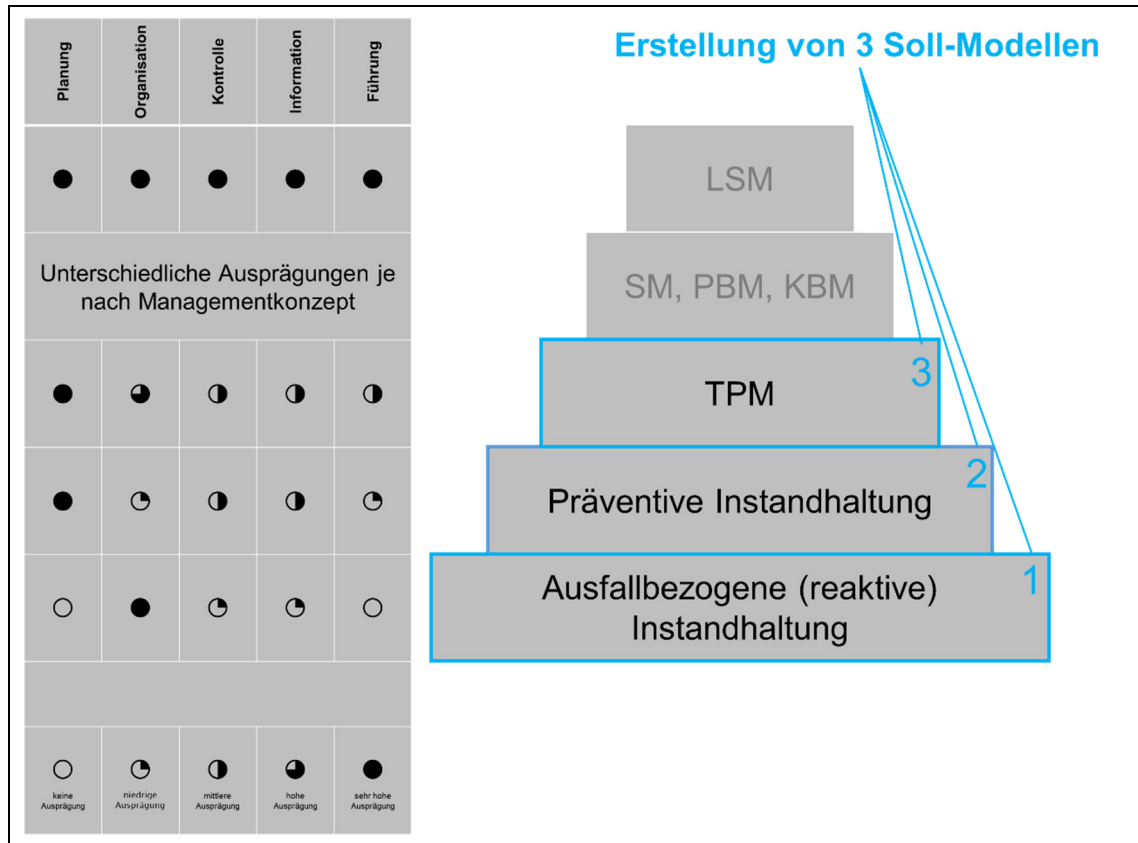 Planung
Organisation
Kontrolle
Information
Führung
Erstellung von 3 Soll-Modellen
LSM
Unterschiedliche Ausprägungen je
nach Managementkonzept
SM, PBM, KBM
3
TPM
2
Präventive Instandhaltung
1
Ausfallbezogene (reaktive)
Instandhaltung
keine
Ausprägung
niedrige
Ausprägung
mittlere
Ausprägung
hohe
Ausprägung
sehr hohe
Ausprägung